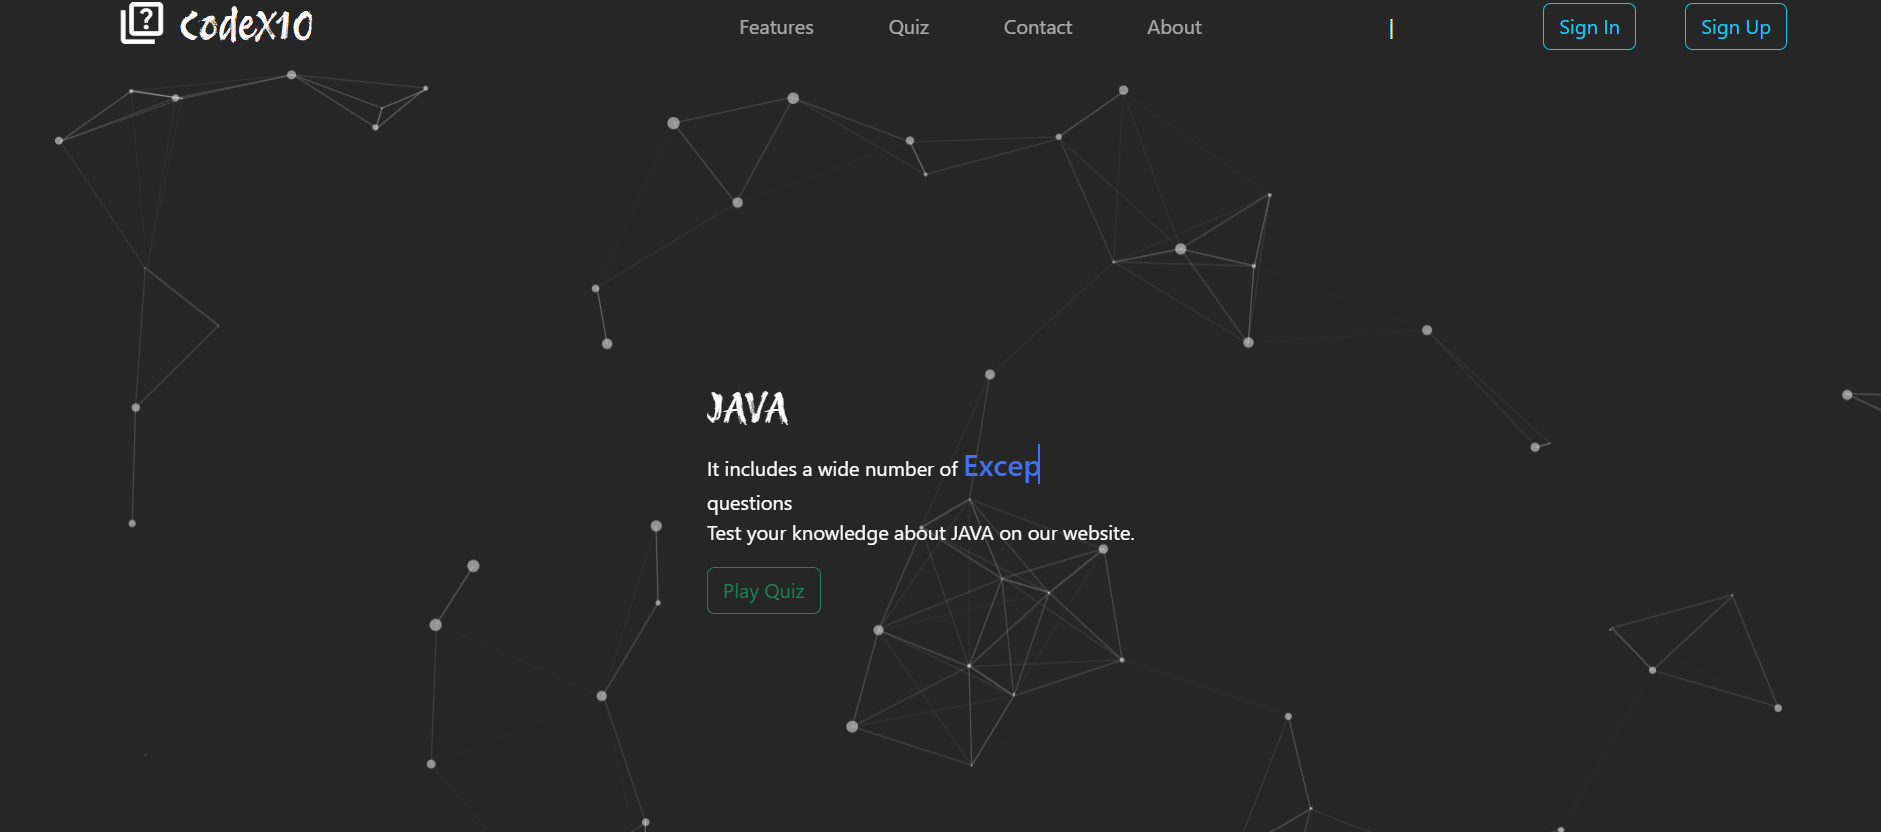 CodeX10
Features Quiz Contact About | Sign In Sign Up
JAVA
It includes a wide number of Excep
questions
Test your knowledge about JAVA on our website.
Play Quiz